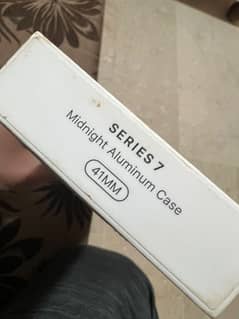 SERIES 7
Midnight Aluminum Case
41MM